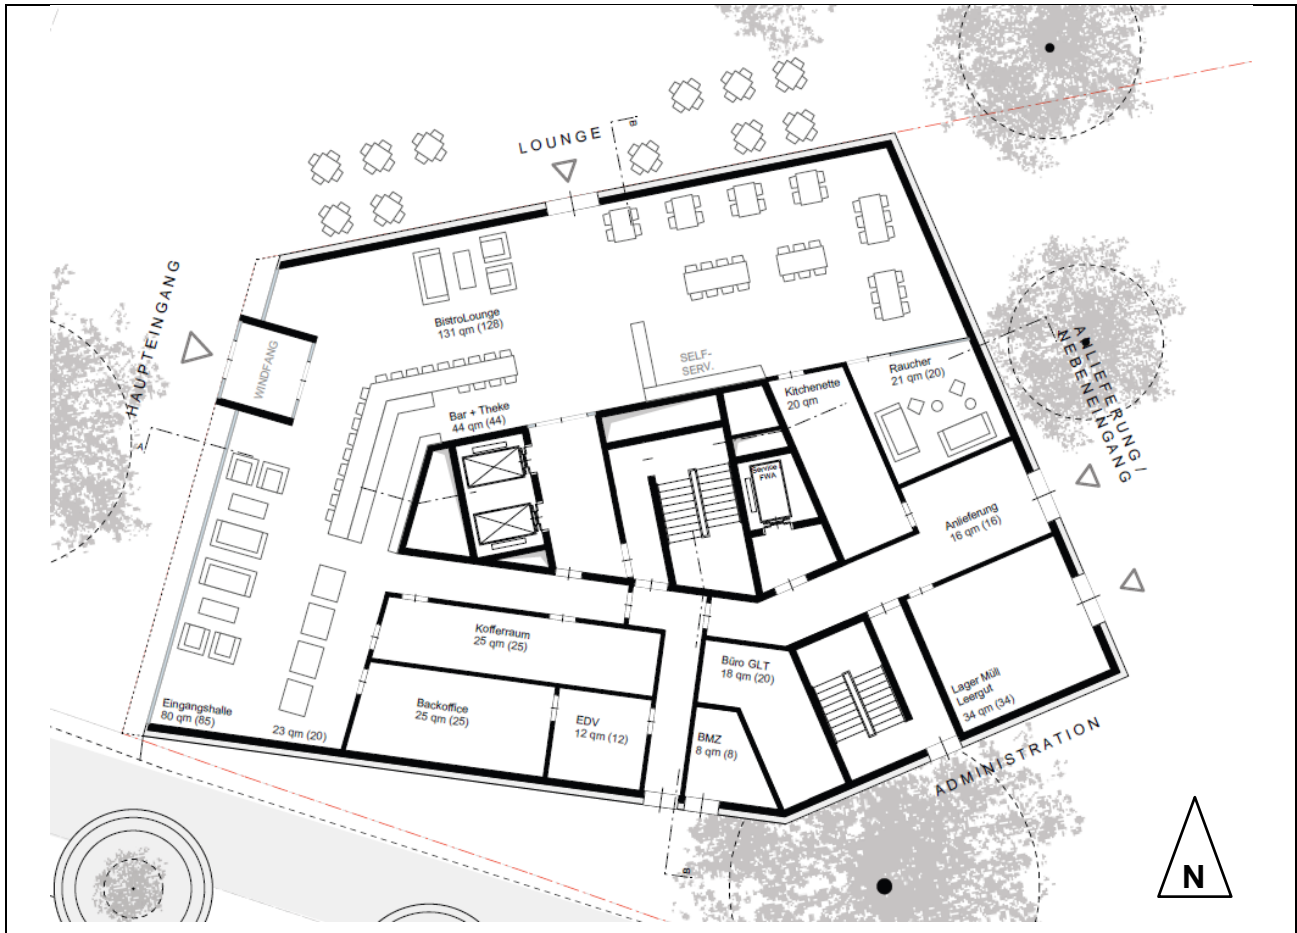 LOUNGE
B
HAUPTEINGANG
WINDFANG
BistroLounge
131 qm (128)
SELF-
SERV.
Bar + Theke
44 qm (44)
Kitchenette
20 qm
Raucher
21 qm (20)
ANLIEFERUNG /
NEBENEINGANG
A
Service
FWA
Anlieferung
16 qm (16)
Kofferraum
25 qm (25)
Büro GLT
18 qm (20)
Lager Müll
Leergut
34 qm (34)
Eingangshalle
80 qm (85)
23 qm (20)
Backoffice
25 qm (25)
EDV
12 qm (12)
BMZ
8 qm (8)
ADMINISTRATION
B
N